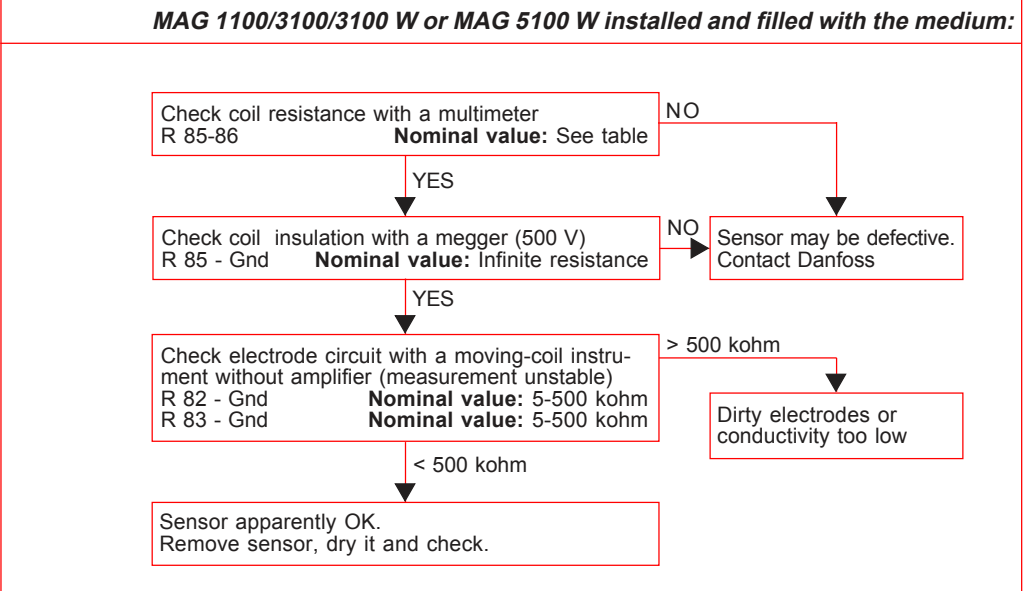 MAG 1100/3100/3100 W or MAG 5100 W installed and filled with the medium:
Check coil resistance with a multimeter
R 85-86 Nominal value: See table
NO
YES
Check coil insulation with a megger (500 V)
R 85 - Gnd Nominal value: Infinite resistance
NO
Sensor may be defective.
Contact Danfoss
YES
Check electrode circuit with a moving-coil instru-
ment without amplifier (measurement unstable)
R 82 - Gnd Nominal value: 5-500 kohm
R 83 - Gnd Nominal value: 5-500 kohm
> 500 kohm
Dirty electrodes or
conductivity too low
< 500 kohm
Sensor apparently OK.
Remove sensor, dry it and check.